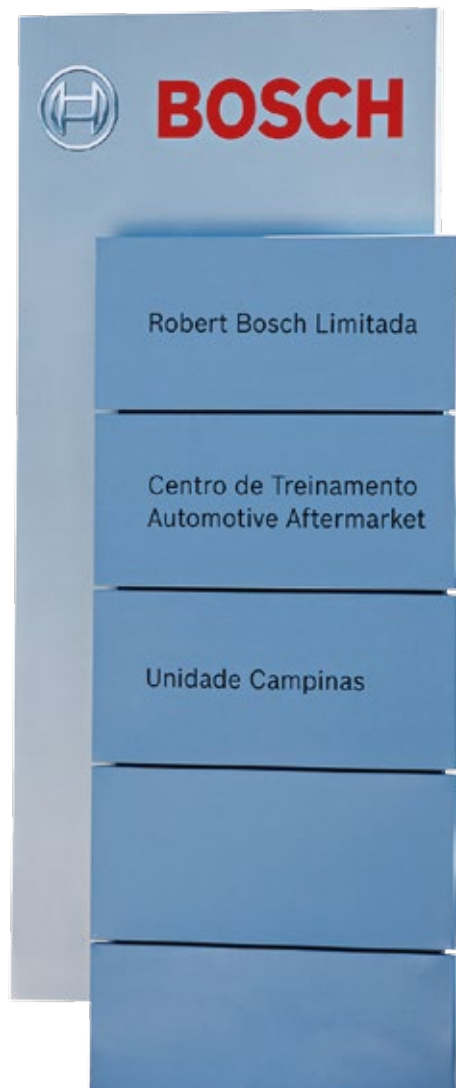 BOSCH
Robert Bosch Limitada
Centro de Treinamento
Automotive Aftermarket
Unidade Campinas